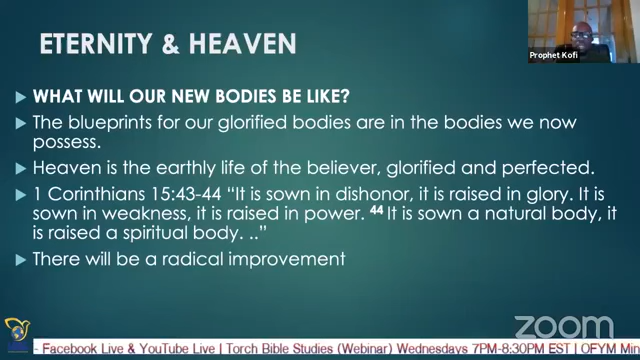 ETERNITY & HEAVEN
Prophet Kofi
WHAT WILL OUR NEW BODIES BE LIKE?
The blueprints for our glorified bodies are in the bodies we now
possess.
Heaven is the earthly life of the believer, glorified and perfected.
1 Corinthians 15:43-44 “It is sown in dishonor, it is raised in glory. It is
sown in weakness, it is raised in power. 44 It is sown a natural body, it
is raised a spiritual body. ..”
There will be a radical improvement
zoom
- Facebook Live & YouTube Live | Torch Bible Studies (Webinar) Wednesdays 7PM-8:30PM EST | OFYM Min